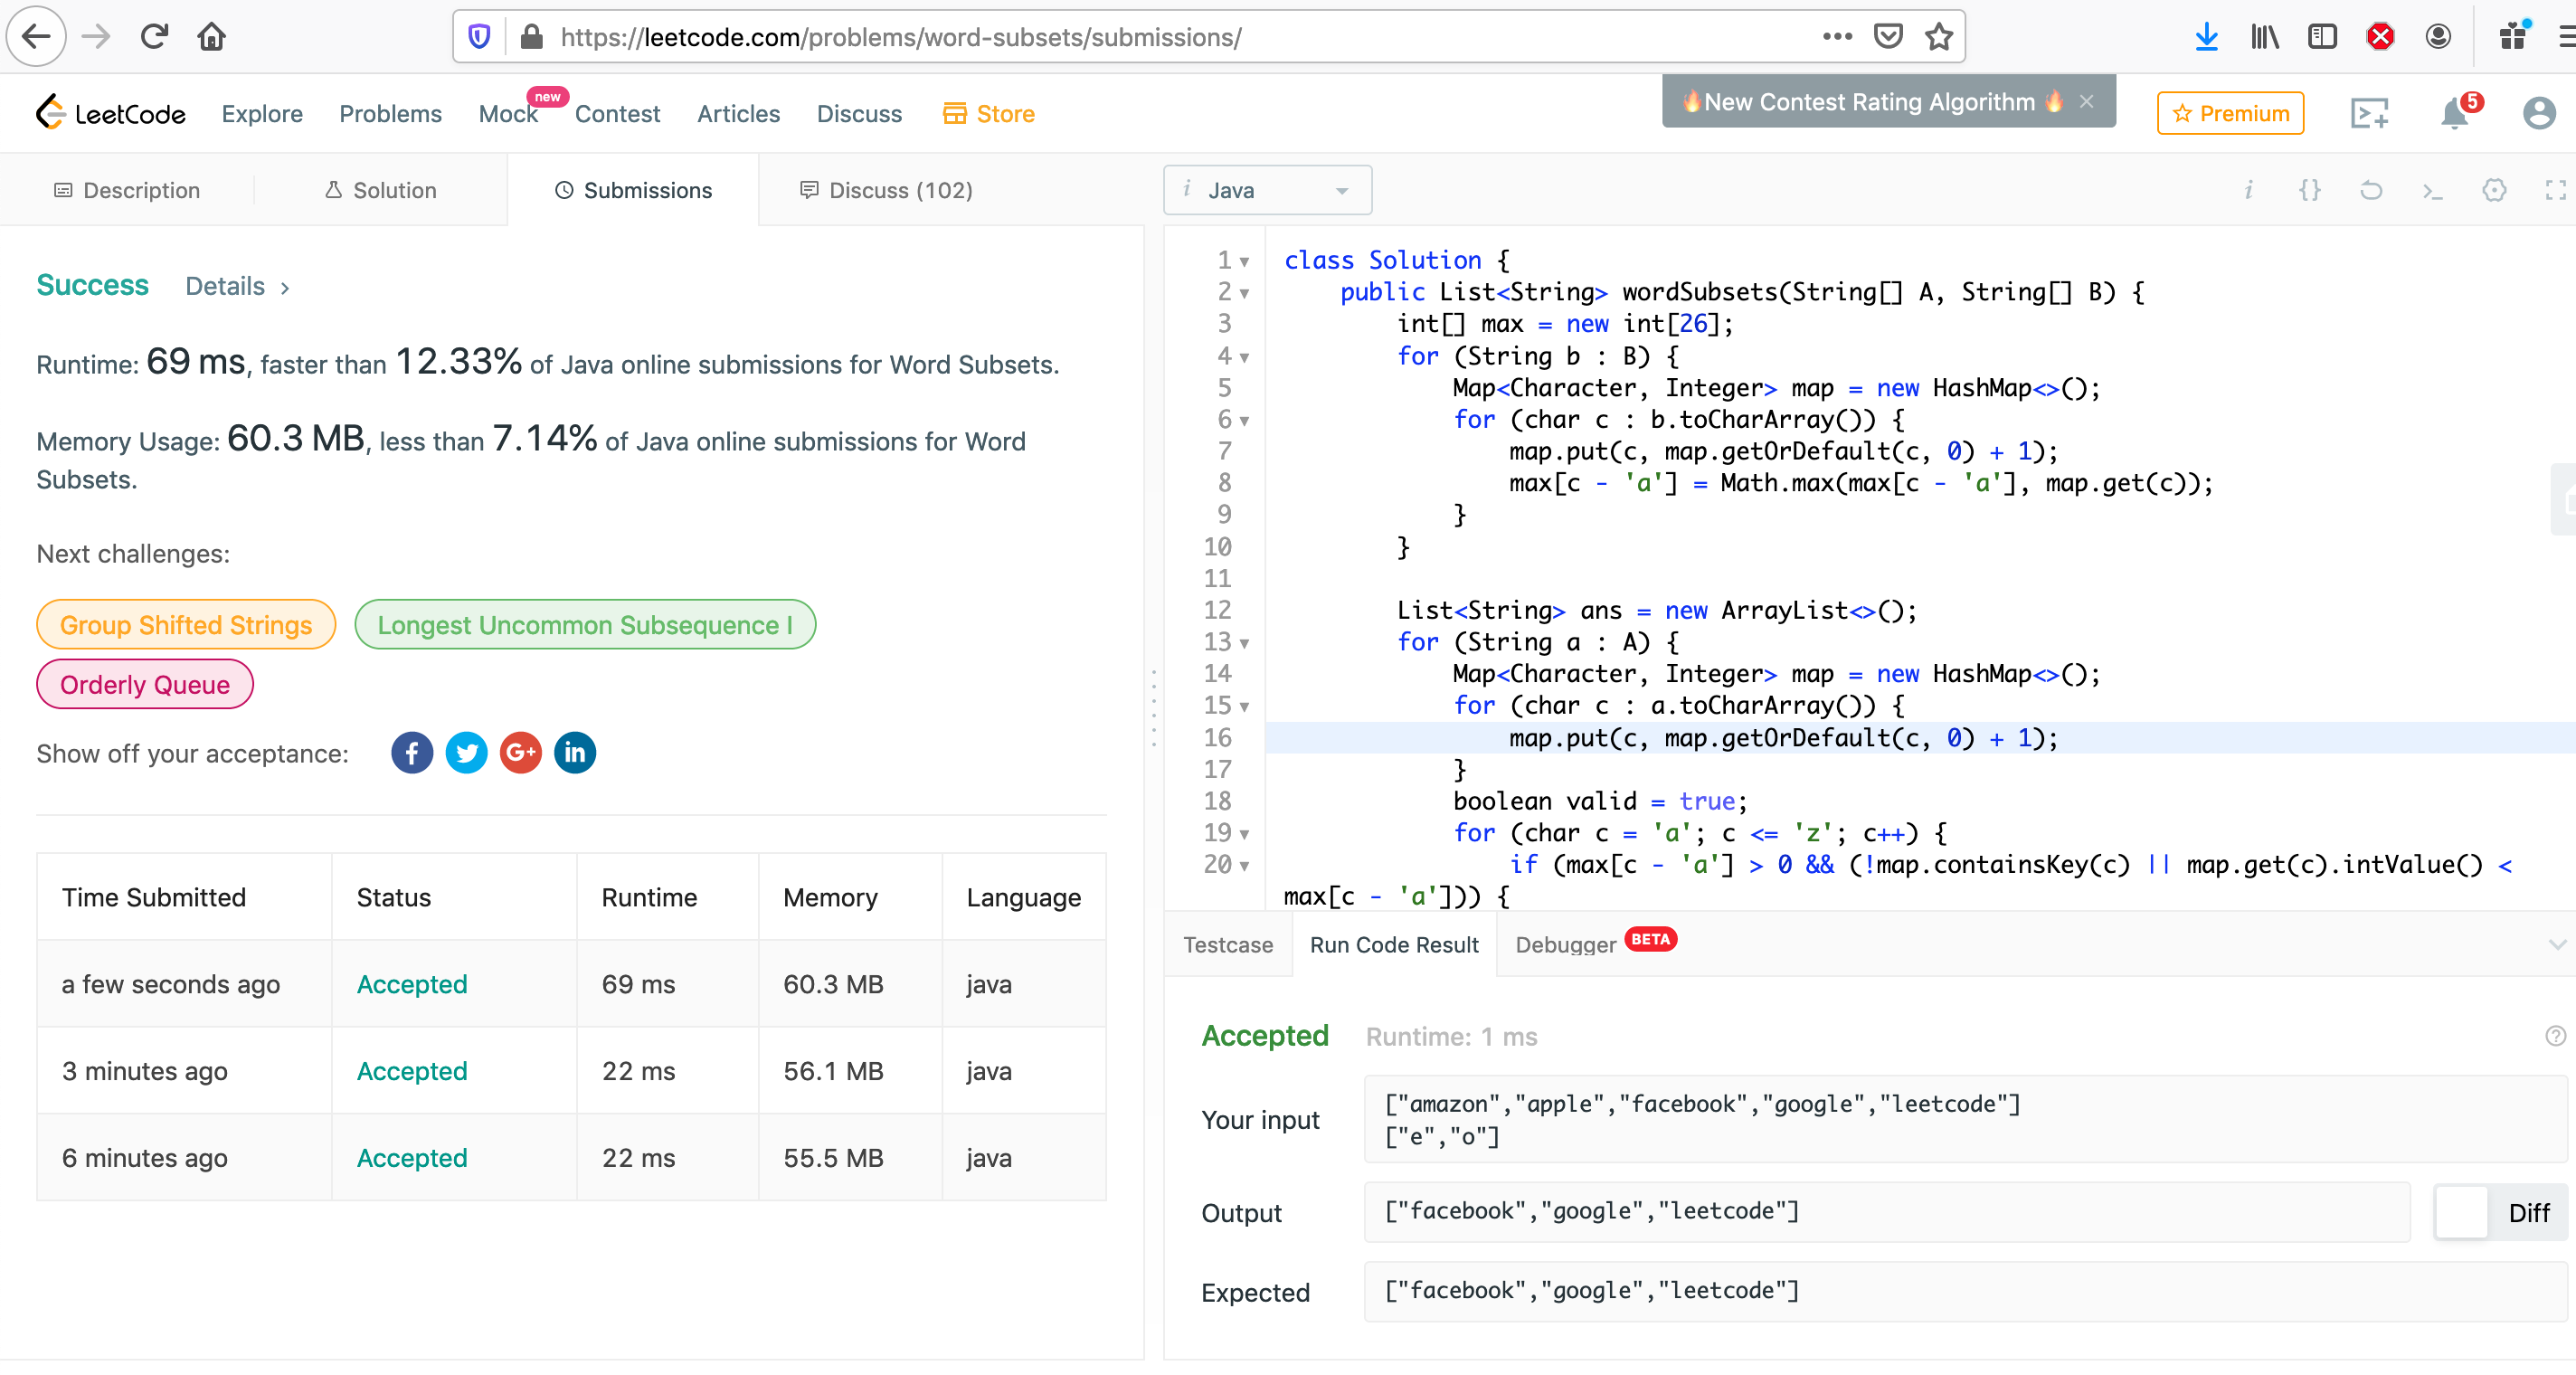 https://leetcode.com/problems/word-subsets/submissions/
LeetCode Explore Problems Mock new Contest Articles Discuss Store
🔥New Contest Rating Algorithm 🔥 ×
Premium
5
Description Solution Submissions Discuss (102)
i Java
Success Details >
Runtime: 69 ms, faster than 12.33% of Java online submissions for Word Subsets.
Memory Usage: 60.3 MB, less than 7.14% of Java online submissions for Word
Subsets.
Next challenges:
Group Shifted Strings Longest Uncommon Subsequence I
Orderly Queue
Show off your acceptance: f G+ in
Time Submitted Status Runtime Memory Language
a few seconds ago Accepted 69 ms 60.3 MB java
3 minutes ago Accepted 22 ms 56.1 MB java
6 minutes ago Accepted 22 ms 55.5 MB java
1 class Solution {
2     public List<String> wordSubsets(String[] A, String[] B) {
3         int[] max = new int[26];
4         for (String b : B) {
5             Map<Character, Integer> map = new HashMap<>();
6             for (char c : b.toCharArray()) {
7                 map.put(c, map.getOrDefault(c, 0) + 1);
8                 max[c - 'a'] = Math.max(max[c - 'a'], map.get(c));
9             }
10         }
11
12         List<String> ans = new ArrayList<>();
13         for (String a : A) {
14             Map<Character, Integer> map = new HashMap<>();
15             for (char c : a.toCharArray()) {
16                 map.put(c, map.getOrDefault(c, 0) + 1);
17             }
18             boolean valid = true;
19             for (char c = 'a'; c <= 'z'; c++) {
20                 if (max[c - 'a'] > 0 && (!map.containsKey(c) || map.get(c).intValue() <
max[c - 'a'])) {
Testcase Run Code Result Debugger BETA
Accepted Runtime: 1 ms
Your input
["amazon","apple","facebook","google","leetcode"]
["e","o"]
Output
["facebook","google","leetcode"]
Diff
Expected
["facebook","google","leetcode"]